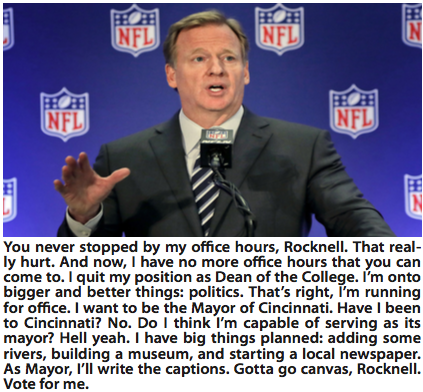 NFL
NFL
NFL
NFL
NFL
NFL
You never stopped by my office hours, Rocknell. That real-
ly hurt. And now, I have no more office hours that you can
come to. I quit my position as Dean of the College. I'm onto
bigger and better things: politics. That's right, I'm running
for office. I want to be the Mayor of Cincinnati. Have I been
to Cincinnati? No. Do I think I'm capable of serving as its
mayor? Hell yeah. I have big things planned: adding some
rivers, building a museum, and starting a local newspaper.
As Mayor, I'll write the captions. Gotta go canvas, Rocknell.
Vote for me.